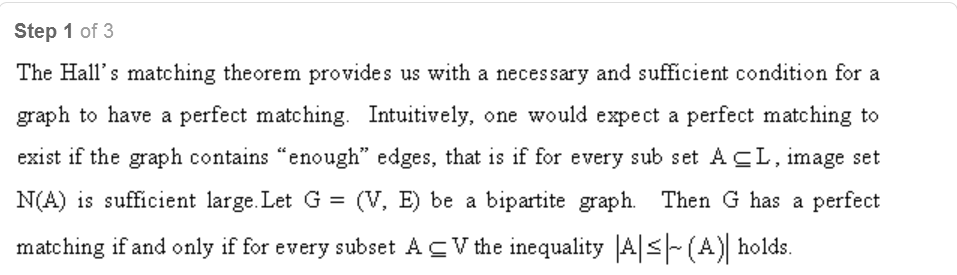 Step 1 of 3
The Hall's matching theorem provides us with a necessary and sufficient condition for a
graph to have a perfect matching. Intuitively, one would expect a perfect matching to
exist if the graph contains “enough” edges, that is if for every sub set A ⊆ L, image set
N(A) is sufficient large.Let G = (V, E) be a bipartite graph. Then G has a perfect
matching if and only if for every subset A ⊆ V the inequality |A|≤|~(A)| holds.